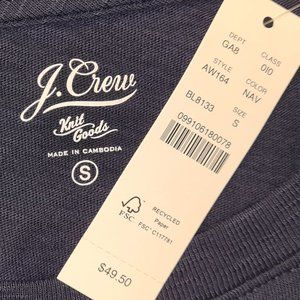 J.Crew
Knit
Goods
MADE IN CAMBODIA
S
DEPT CLASS
GA8 010
STYLE COLOR
AW164 NAV
SIZE
BL8133 S
099106180078
FSC
RECYCLED
Paper
FSC® C117781
$49.50